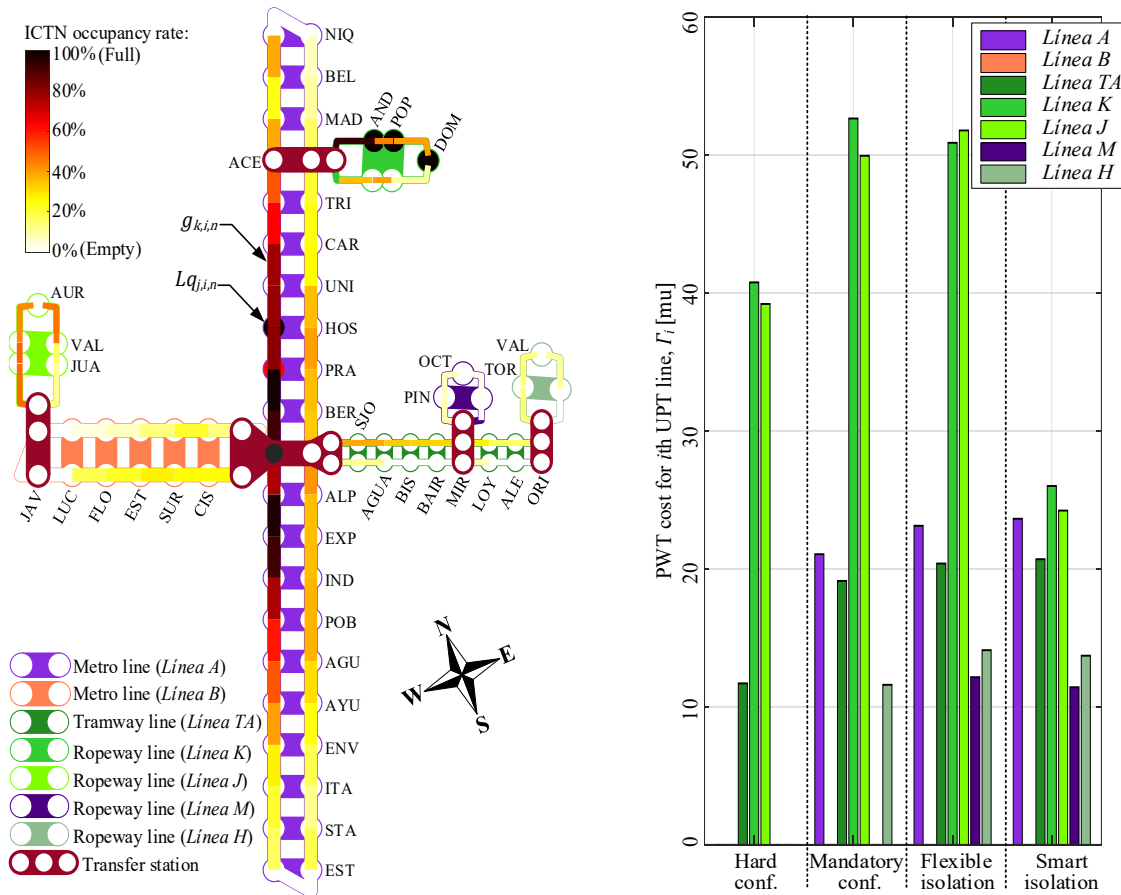 ICTN occupancy rate:
100% (Full)
80%
60%
40%
20%
0% (Empty)
NIQ
BEL
MAD
ACE
AND
POP
DOM
TRI
CAR
UNI
HOS
PRA
BER
g_{k,i,n}
Lq_{j,i,n}
AUR
VAL
JUA
JAV
LUC
FLO
EST
SUR
CIS
SJO
AGUA
BIS
BAIR
MIR
LOY
ALE
ORI
OCT
PIN
VAL
TOR
ALP
EXP
IND
POB
AGU
AYU
ENV
ITA
STA
EST
N
E
S
W
Metro line (Línea A)
Metro line (Línea B)
Tramway line (Línea TA)
Ropeway line (Línea K)
Ropeway line (Línea J)
Ropeway line (Línea M)
Ropeway line (Línea H)
Transfer station
PWT cost for ith UPT line, Γ_i [mu]
60
50
40
30
20
10
0
Línea A
Línea B
Línea TA
Línea K
Línea J
Línea M
Línea H
Hard
conf.
Mandatory
conf.
Flexible
isolation
Smart
isolation